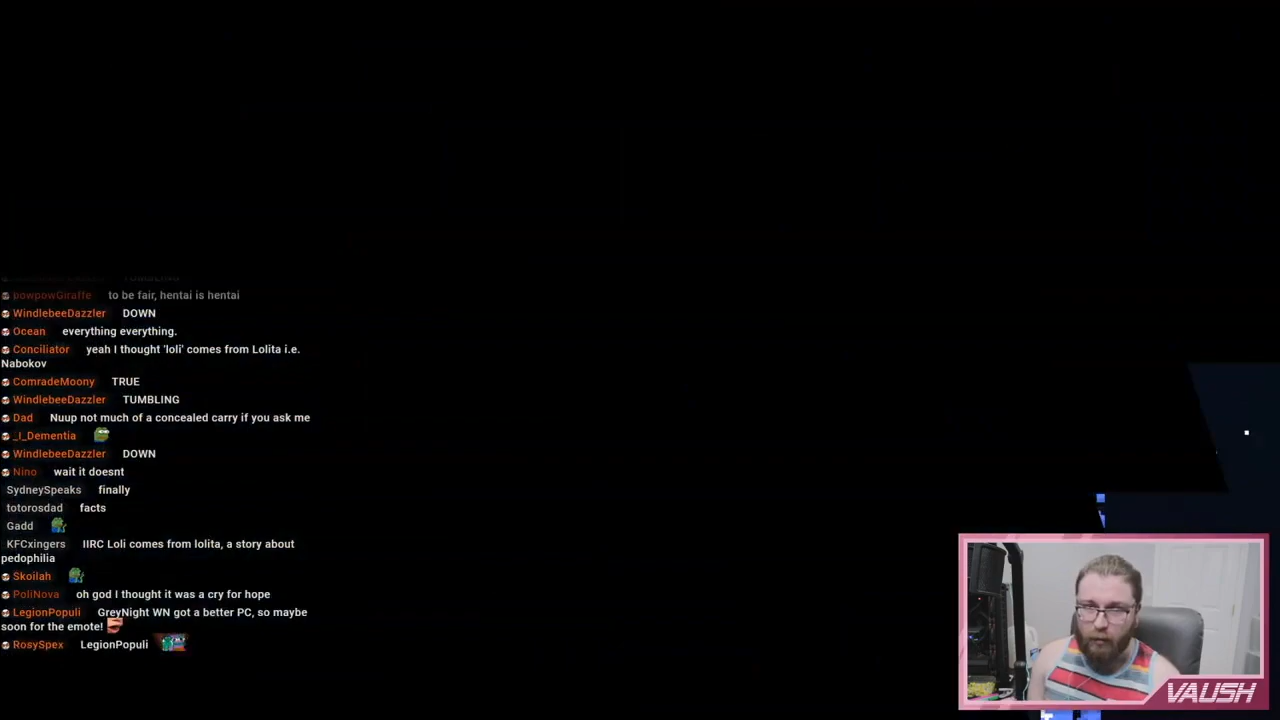 powpowGiraffe to be fair, hentai is hentai
WindlebeeDazzler DOWN
Ocean everything everything.
Conciliator yeah I thought 'loli' comes from Lolita i.e.
Nabokov
ComradeMoony TRUE
WindlebeeDazzler TUMBLING
Dad Nuup not much of a concealed carry if you ask me
_I_Dementia
WindlebeeDazzler DOWN
Nino wait it doesnt
SydneySpeaks finally
totorosdad facts
Gadd
KFCxingers IIRC Loli comes from lolita, a story about
pedophilia
Skoilah
PoliNova oh god I thought it was a cry for hope
LegionPopuli GreyNight WN got a better PC, so maybe
soon for the emote!
RosySpex LegionPopuli
VAUSH